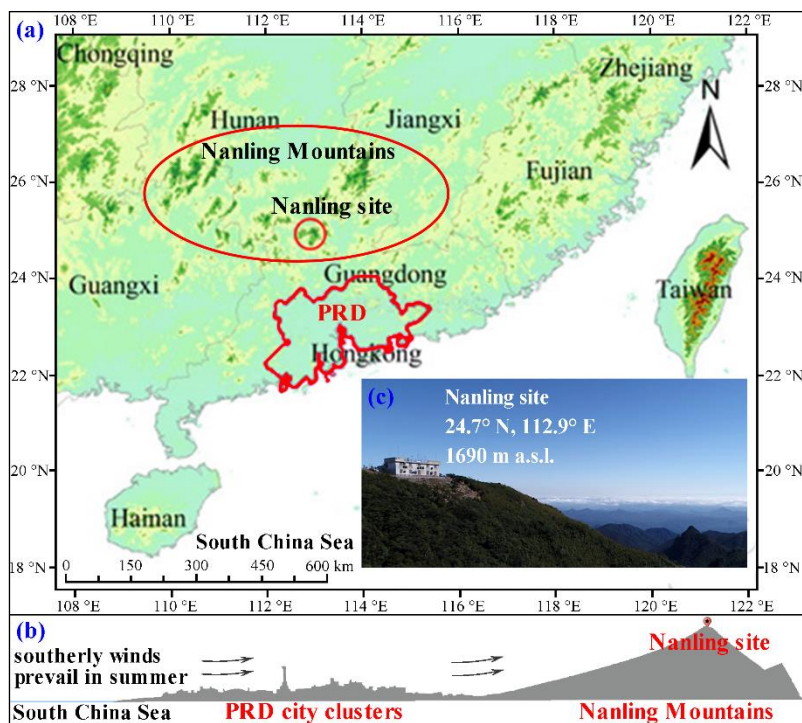 108 °E 110 °E 112 °E 114 °E 116 °E 118 °E 120 °E 122 °E
(a)
Chongqing
Zhejiang
28 °N
28 °N
N
Hunan
Jiangxi
Nanling Mountains
26 °N
26 °N
Fujian
Nanling site
24 °N
24 °N
Guangxi
Guangdong
Taiwan
PRD
Hongkong
22 °N
22 °N
(c)
Nanling site
24.7° N, 112.9° E
1690 m a.s.l.
20 °N
20 °N
Hainan
South China Sea
0 150 300 450 600 km
18 °N
18 °N
108 °E 110 °E 112 °E 114 °E 116 °E 118 °E 120 °E 122 °E
(b)
southerly winds
prevail in summer
Nanling site
South China Sea
PRD city clusters
Nanling Mountains